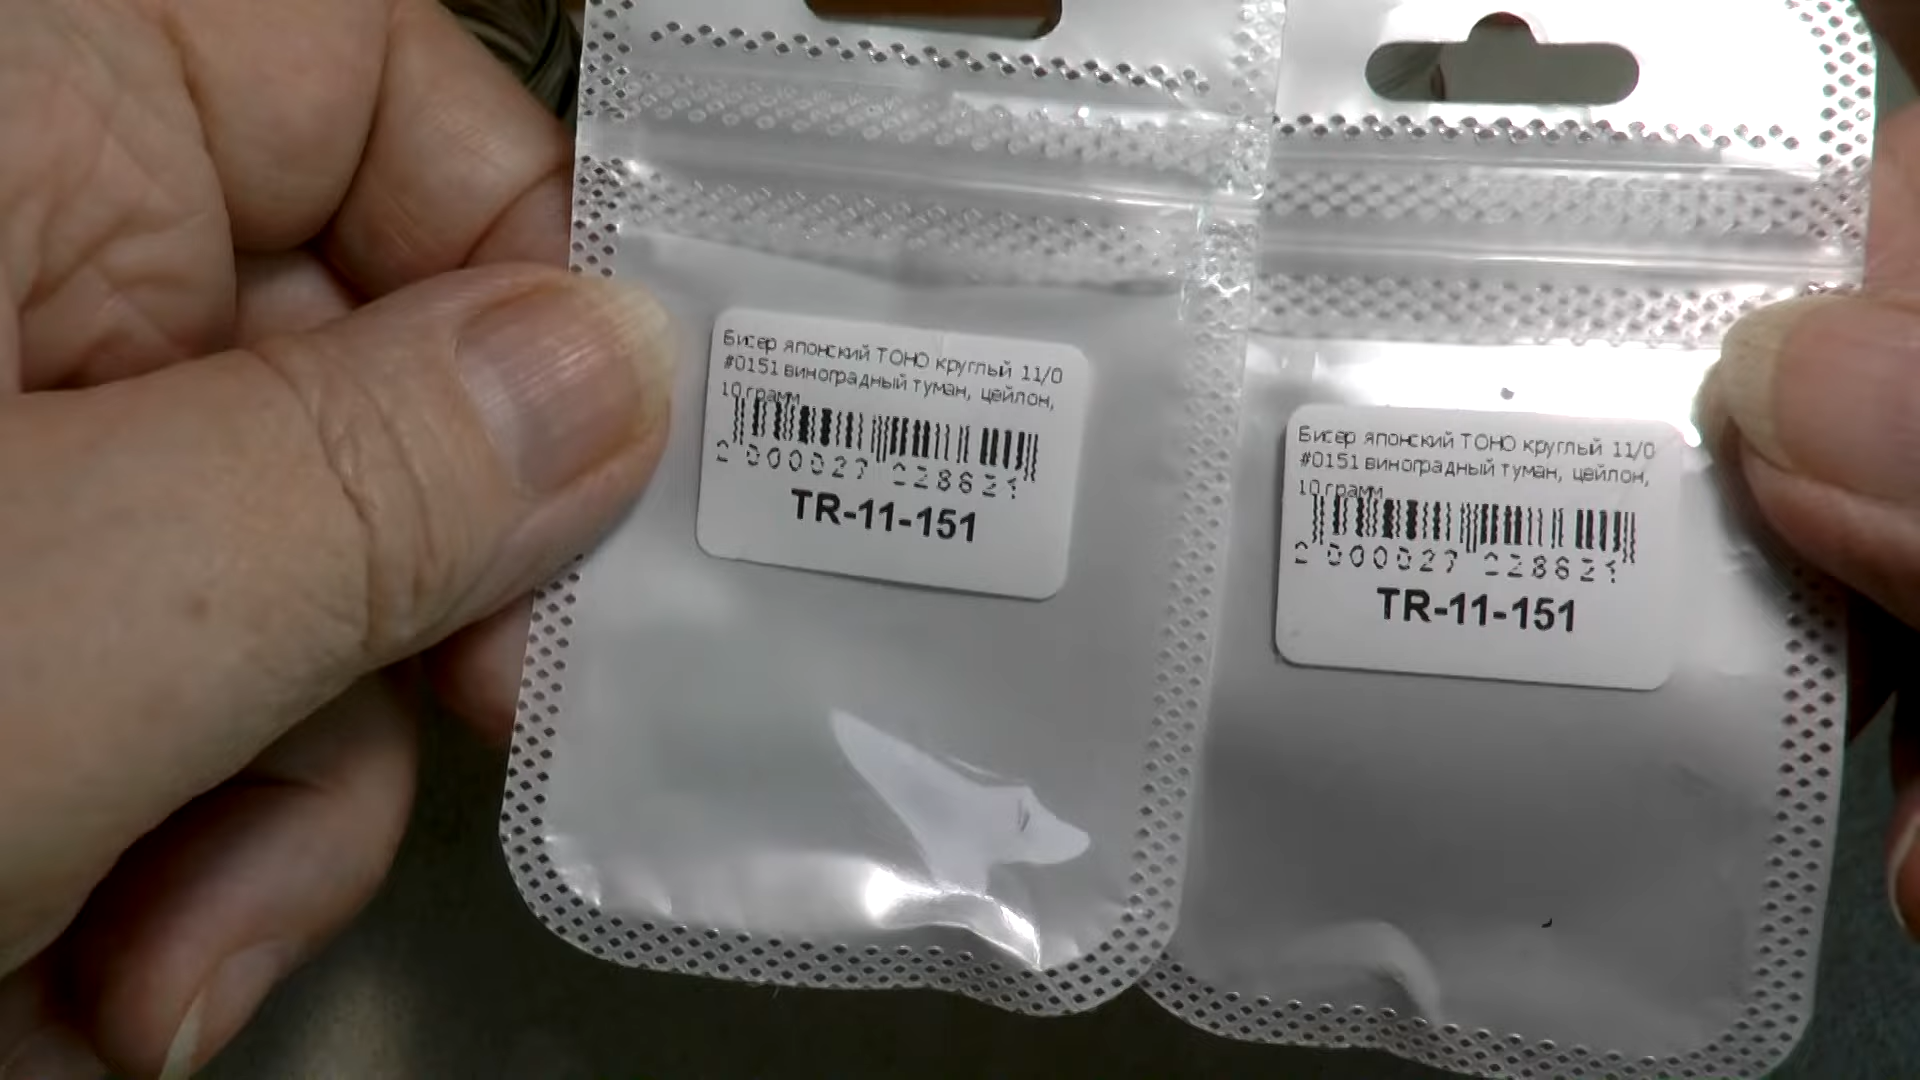 Бисер японский TOHO круглый 11/0
#0151 виноградный туман, цейлон,
10 грамм
2 000027 028621
TR-11-151
Бисер японский TOHO круглый 11/0
#0151 виноградный туман, цейлон,
10 грамм
2 000027 028621
TR-11-151